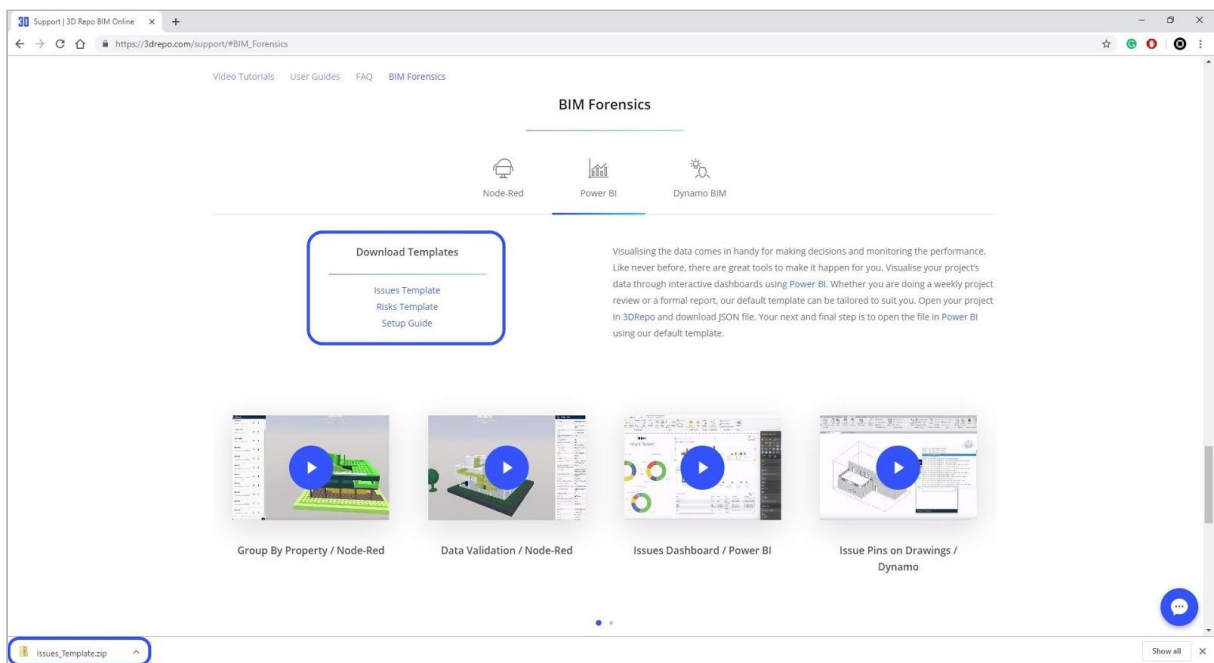 3D Support | 3D Repo BIM Online
https://3drepo.com/support/#BIM_Forensics
Video Tutorials User Guides FAQ BIM Forensics
BIM Forensics
Node-Red Power BI Dynamo BIM
Download Templates
Issues Template
Risks Template
Setup Guide
Visualising the data comes in handy for making decisions and monitoring the performance.
Like never before, there are great tools to make it happen for you. Visualise your project's
data through interactive dashboards using Power BI. Whether you are doing a weekly project
review or a formal report, our default template can be tailored to suit you. Open your project
in 3DRepo and download JSON file. Your next and final step is to open the file in Power BI
using our default template.
Group By Property / Node-Red
Data Validation / Node-Red
Issues Dashboard / Power BI
Issue Pins on Drawings /
Dynamo
Issues_Template.zip
Show all